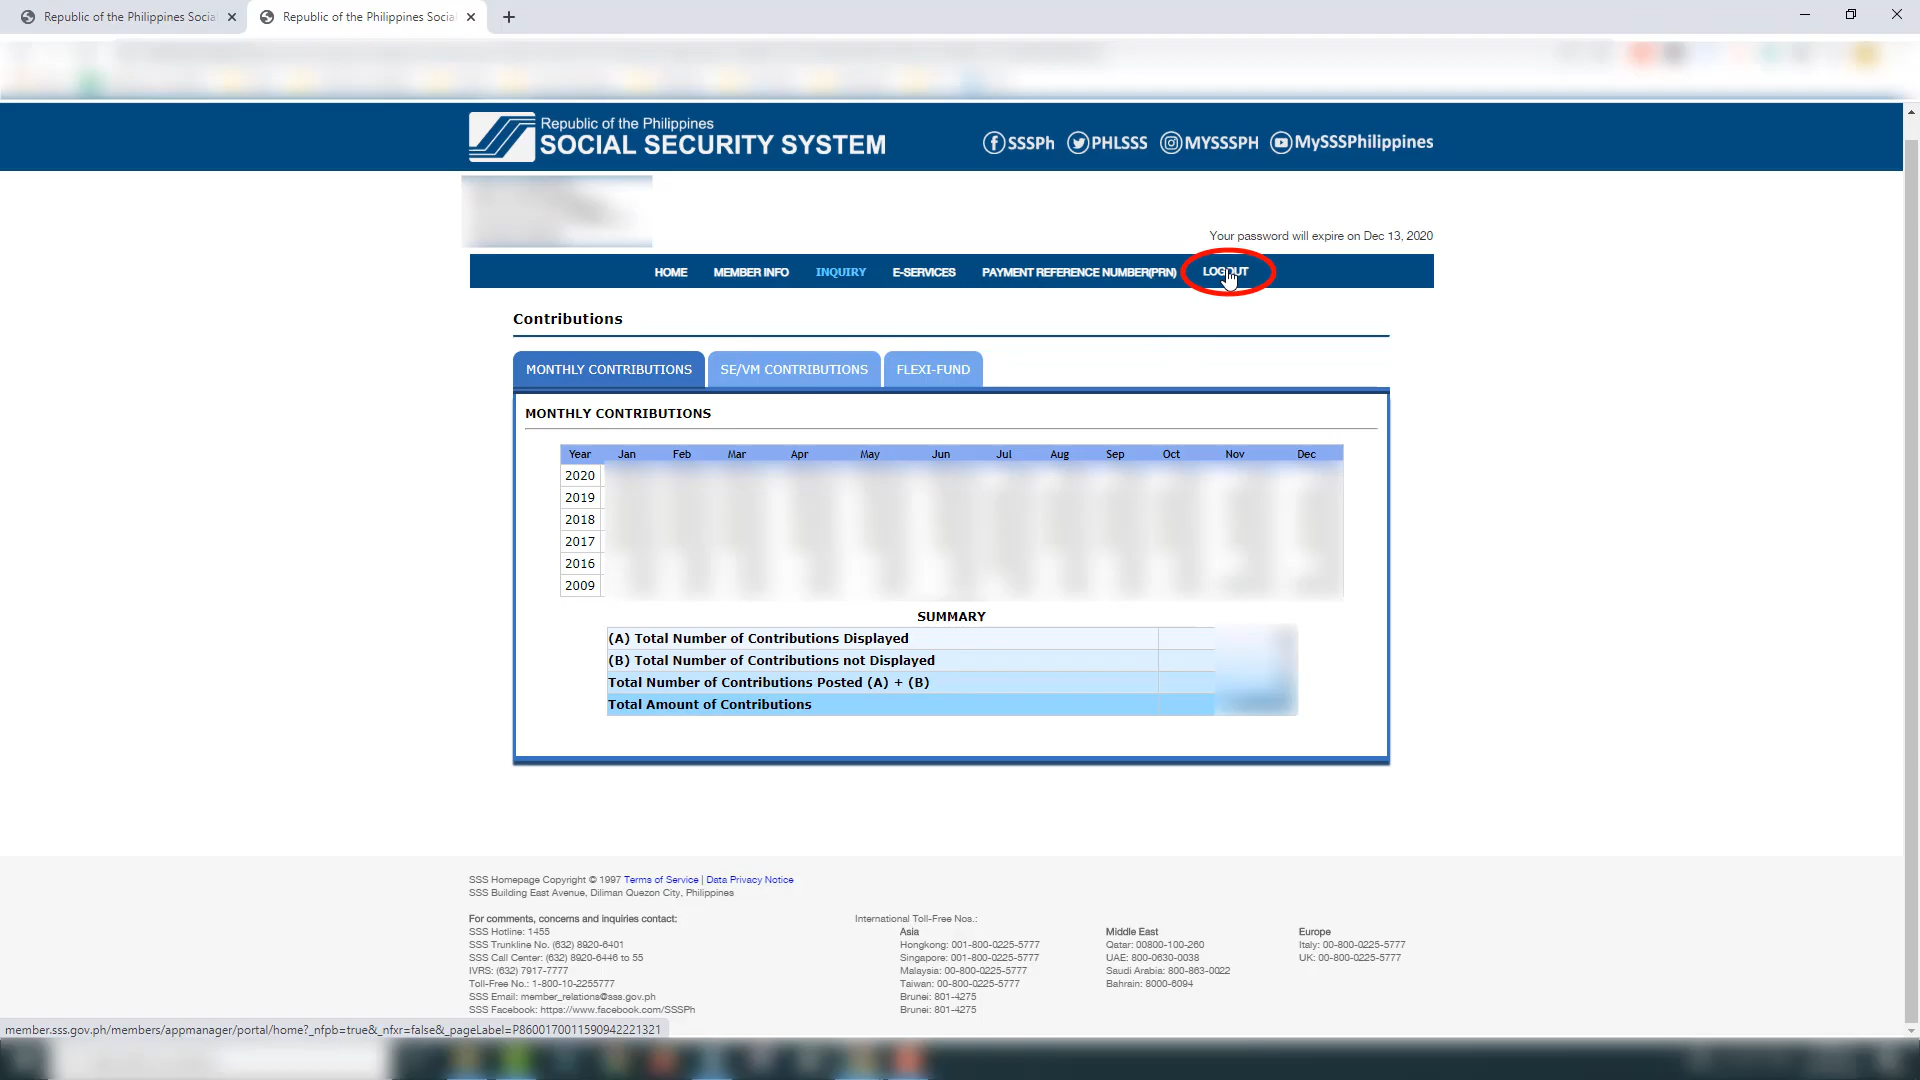 Republic of the Philippines Socia
Republic of the Philippines Socia
Republic of the Philippines
SOCIAL SECURITY SYSTEM
SSSPh PHLSSS MYSSSPH MySSSPhilippines
Your password will expire on Dec 13, 2020
HOME MEMBER INFO INQUIRY E-SERVICES PAYMENT REFERENCE NUMBER(PRN) LOGOUT
Contributions
MONTHLY CONTRIBUTIONS SE/VM CONTRIBUTIONS FLEXI-FUND
MONTHLY CONTRIBUTIONS
Year Jan Feb Mar Apr May Jun Jul Aug Sep Oct Nov Dec
2020
2019
2018
2017
2016
2009
SUMMARY
(A) Total Number of Contributions Displayed
(B) Total Number of Contributions not Displayed
Total Number of Contributions Posted (A) + (B)
Total Amount of Contributions
SSS Homepage Copyright © 1997 Terms of Service | Data Privacy Notice
SSS Building East Avenue, Diliman Quezon City, Philippines
For comments, concerns and inquiries contact:
SSS Hotline: 1455
SSS Trunkline No. (632) 8920-6401
SSS Call Center: (632) 8920-6446 to 55
IVRS: (632) 7917-7777
Toll-Free No.: 1-800-10-2255777
SSS Email: member_relations@sss.gov.ph
SSS Facebook: https://www.facebook.com/SSSPh
International Toll-Free Nos.:
Asia
Hongkong: 001-800-0225-5777
Singapore: 001-800-0225-5777
Malaysia: 00-800-0225-5777
Taiwan: 00-800-0225-5777
Brunei: 801-4275
Brunei: 801-4275
Middle East
Qatar: 00800-100-260
UAE: 800-0630-0038
Saudi Arabia: 800-863-0022
Bahrain: 8000-6094
Europe
Italy: 00-800-0225-5777
UK: 00-800-0225-5777
member.sss.gov.ph/members/appmanager/portal/home?_nfpb=true&_nfxr=false&_pageLabel=P8600170011590942221321